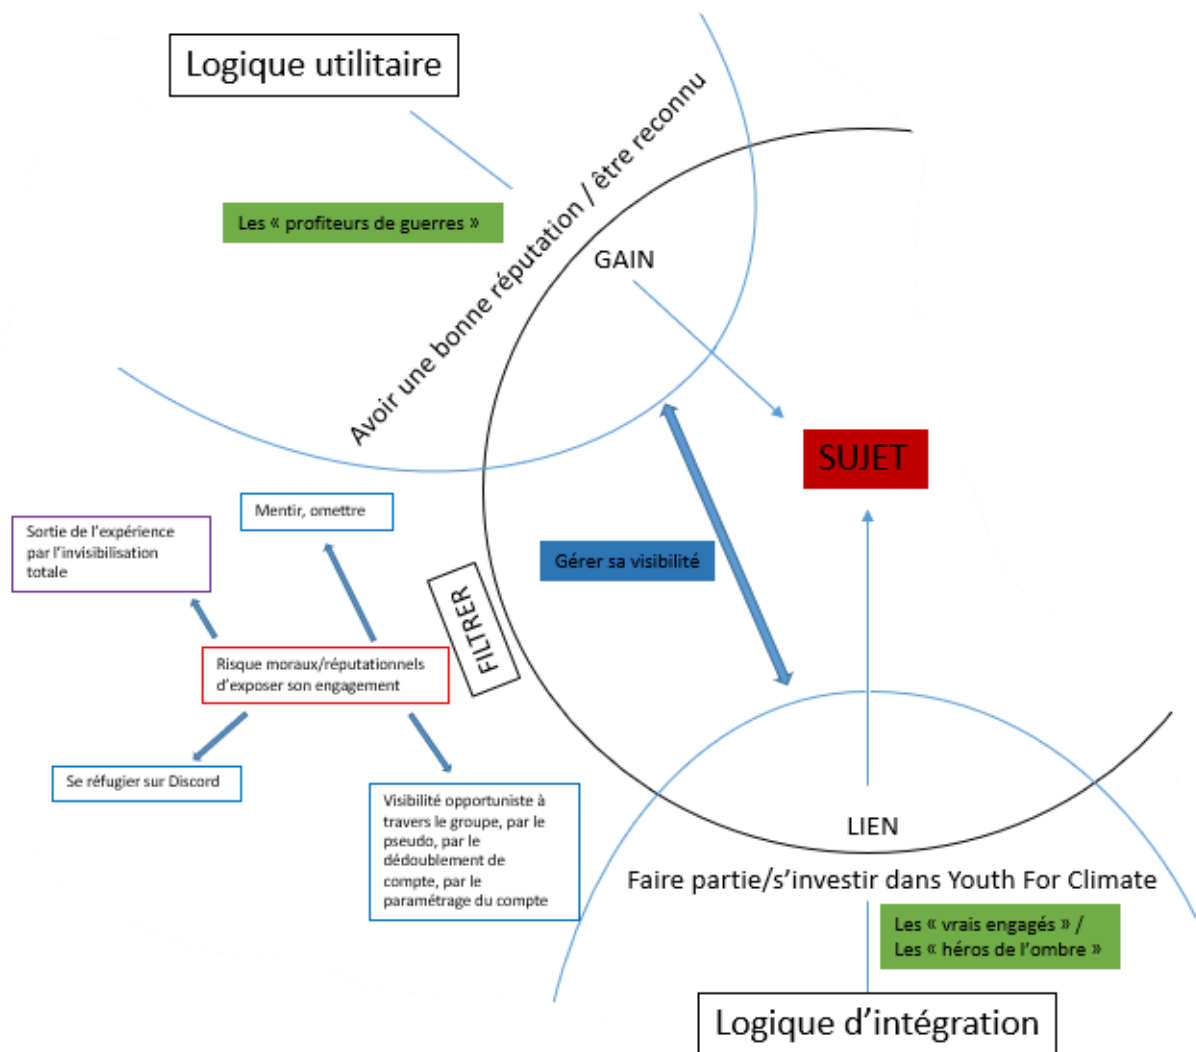 Logique utilitaire
Avoir une bonne réputation / être reconnu
Les « profiteurs de guerres »
GAIN
SUJET
Mentir, omettre
Sortie de l’expérience
par l’invisibilisation
totale
Gérer sa visibilité
FILTRER
Risque moraux/réputationnels
d’exposer son engagement
Se réfugier sur Discord
Visibilité opportuniste à
travers le groupe, par le
pseudo, par le
dédoublement de
compte, par le
paramétrage du compte
LIEN
Faire partie/s’investir dans Youth For Climate
Les « vrais engagés » /
Les « héros de l’ombre »
Logique d’intégration